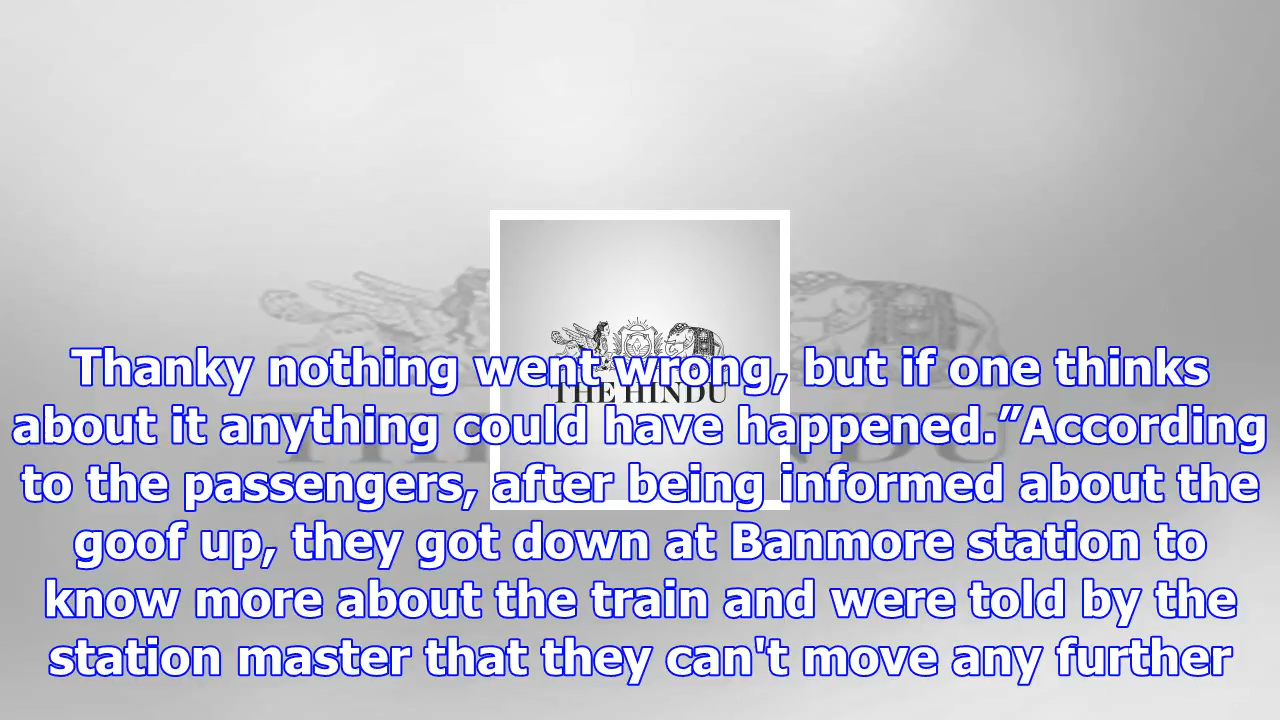 Thanky nothing went wrong, but if one thinks
about it anything could have happened.”According
to the passengers, after being informed about the
goof up, they got down at Banmore station to
know more about the train and were told by the
station master that they can't move any further
THE HINDU